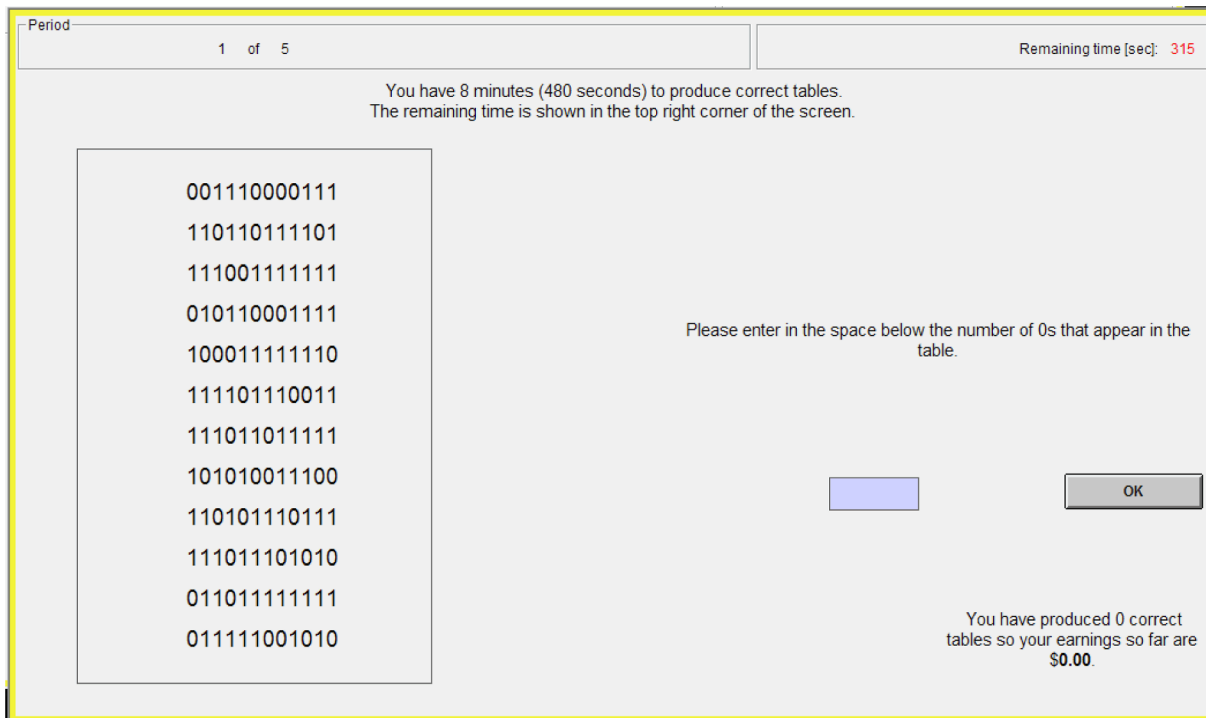 Period
1 of 5
Remaining time [sec]: 315
You have 8 minutes (480 seconds) to produce correct tables.
The remaining time is shown in the top right corner of the screen.
001110000111
110110111101
111001111111
010110001111
100011111110
111101110011
111011011111
101010011100
110101110111
111011101010
011011111111
011111001010
Please enter in the space below the number of 0s that appear in the
table.
OK
You have produced 0 correct
tables so your earnings so far are
$0.00.